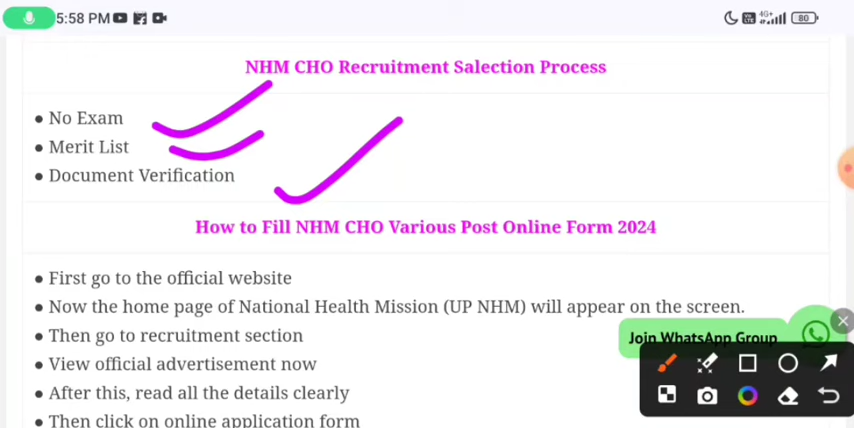 5:58 PM
4G+
80
NHM CHO Recruitment Salection Process
• No Exam
• Merit List
• Document Verification
How to Fill NHM CHO Various Post Online Form 2024
• First go to the official website
• Now the home page of National Health Mission (UP NHM) will appear on the screen.
• Then go to recruitment section
Join WhatsApp Group
• View official advertisement now
• After this, read all the details clearly
• Then click on online application form